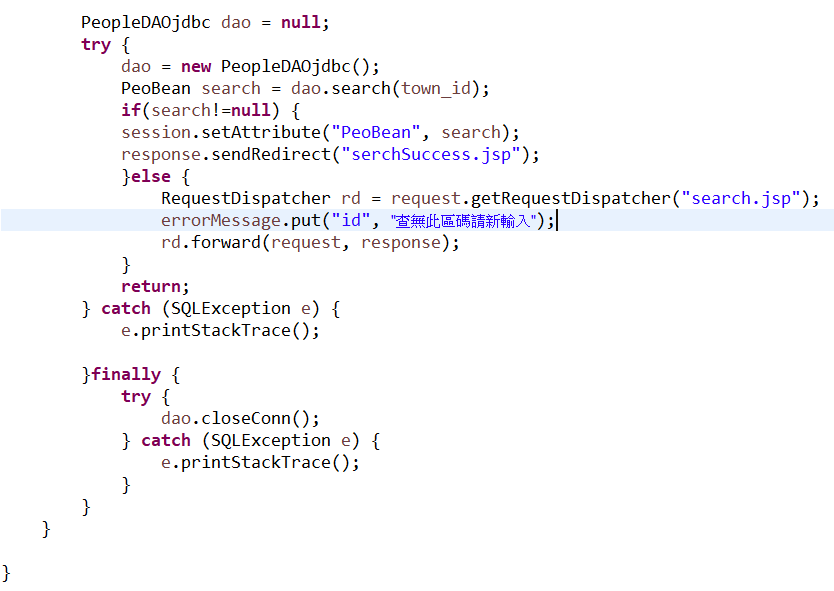 PeopleDAOjdbc dao = null;
try {
dao = new PeopleDAOjdbc();
PeoBean search = dao.search(town_id);
if(search!=null) {
session.setAttribute("PeoBean", search);
response.sendRedirect("serchSuccess.jsp");
}else {
RequestDispatcher rd = request.getRequestDispatcher("search.jsp");
errorMessage.put("id", "查無此區碼請新輸入");
rd.forward(request, response);
}
return;
} catch (SQLException e) {
e.printStackTrace();
}finally {
try {
dao.closeConn();
} catch (SQLException e) {
e.printStackTrace();
}
}
}
}